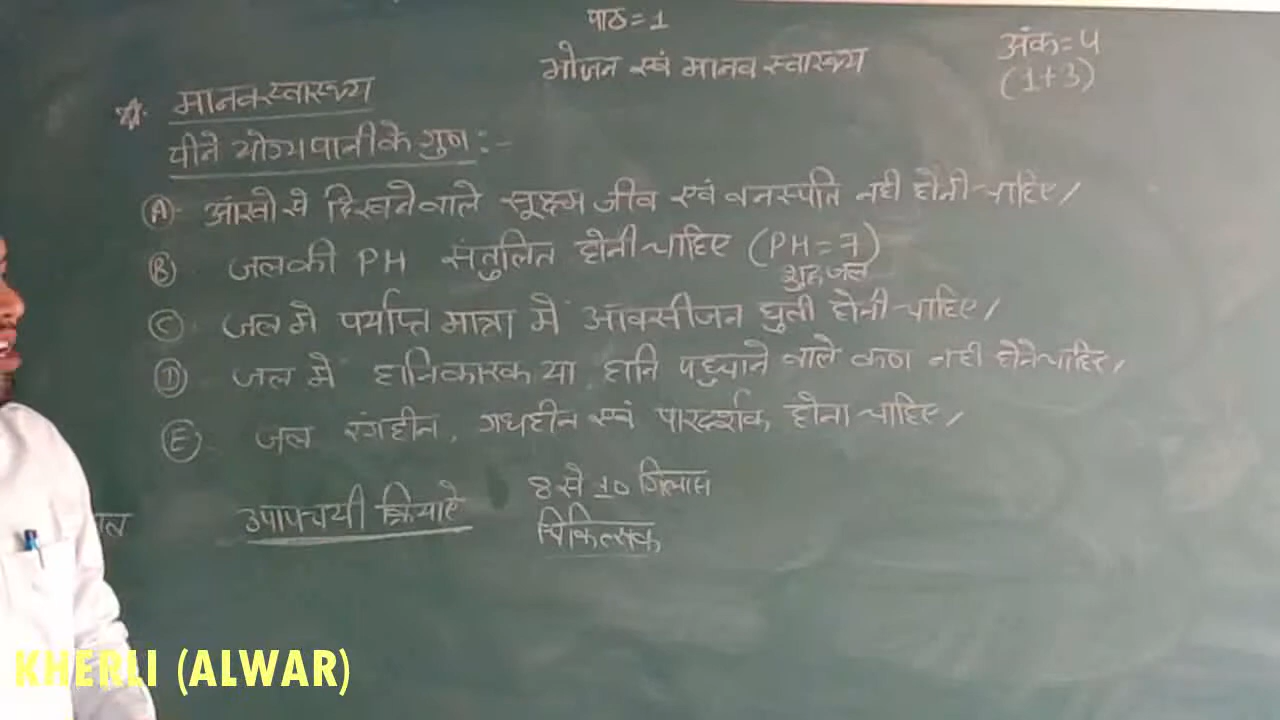 पाठ=1
भोजन एवं मानव स्वास्थ्य
अंक=4
(1+3)
मानव स्वास्थ्य
पीने योग्य पानी के गुण :-
(A) आंखो से दिखने वाले सूक्ष्म जीव एवं वनस्पति नही होनी चाहिए /
(B) जल की PH संतुलित होनी चाहिए (PH=7)
शुद्ध जल
(C) जल मे पर्याप्त मात्रा मे ऑक्सीजन घुली होनी चाहिए /
(D) जल मे हानिकारक या हानि पहुचाने वाले कण नही होने चाहिए /
(E) जल रंगहीन, गंधहीन एवं पारदर्शक होना चाहिए /
उपापचयी क्रियाऐ
8 से 10 गिलास
चिकित्सक
KHERLI (ALWAR)